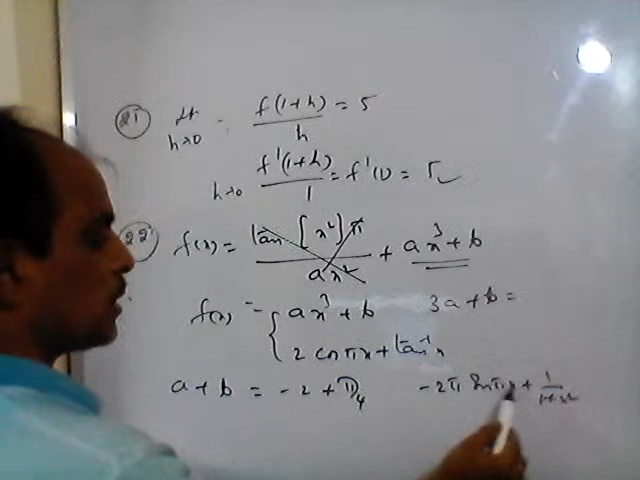 21 Lt h→0 f(1+h)/h = 5
h→0 f'(1+h)/1 = f'(1) = 5
22 f(x) = tan [x²]π / ax² + ax³+b
f(x) = { ax³+b 3a+b =
2 cos πx + tan⁻¹x
a+b = -2 + π/4 -2π sin πx + 1/1+x²